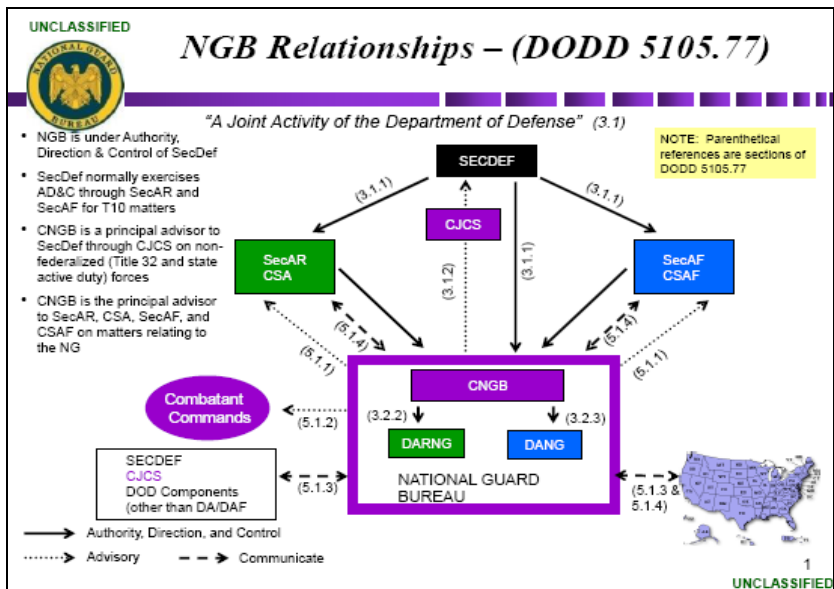 UNCLASSIFIED
NATIONAL GUARD
BUREAU
NGB Relationships – (DODD 5105.77)
"A Joint Activity of the Department of Defense" (3.1)
• NGB is under Authority,
Direction & Control of SecDef
• SecDef normally exercises
AD&C through SecAR and
SecAF for T10 matters
• CNGB is a principal advisor to
SecDef through CJCS on non-
federalized (Title 32 and state
active duty) forces
• CNGB is the principal advisor
to SecAR, CSA, SecAF, and
CSAF on matters relating to
the NG
NOTE: Parenthetical
references are sections of
DODD 5105.77
SECDEF
(3.1.1)
(3.1.1)
CJCS
(3.1.1)
(3.1.2)
SecAR
CSA
SecAF
CSAF
(5.1.4)
(5.1.1)
(5.1.4)
(5.1.1)
CNGB
(3.2.2)
(3.2.3)
DARNG
DANG
NATIONAL GUARD
BUREAU
Combatant
Commands
(5.1.2)
SECDEF
CJCS
DOD Components
(other than DA/DAF
(5.1.3)
(5.1.3 &
5.1.4)
Authority, Direction, and Control
Advisory
Communicate
1
UNCLASSIFIED